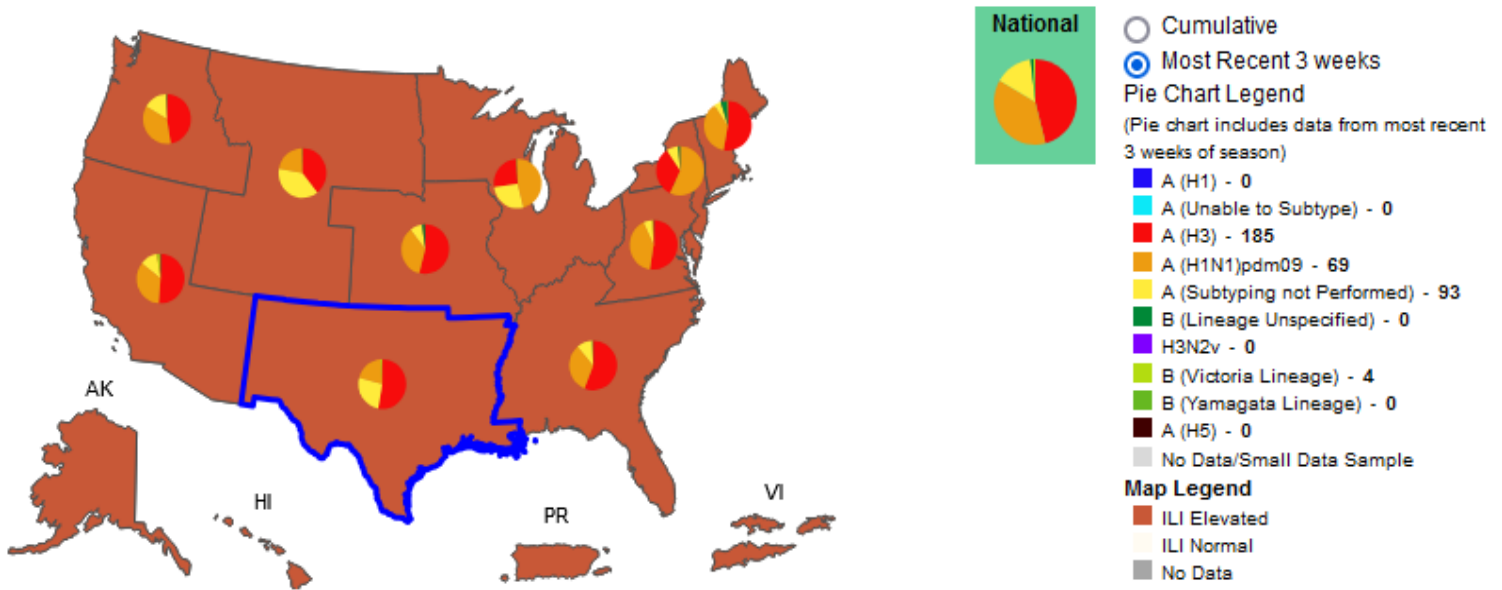 National
Cumulative
Most Recent 3 weeks
Pie Chart Legend
(Pie chart includes data from most recent
3 weeks of season)
A (H1) - 0
A (Unable to Subtype) - 0
A (H3) - 185
A (H1N1)pdm09 - 69
A (Subtyping not Performed) - 93
B (Lineage Unspecified) - 0
H3N2v - 0
B (Victoria Lineage) - 4
B (Yamagata Lineage) - 0
A (H5) - 0
No Data/Small Data Sample
Map Legend
ILI Elevated
ILI Normal
No Data
AK
HI
PR
VI